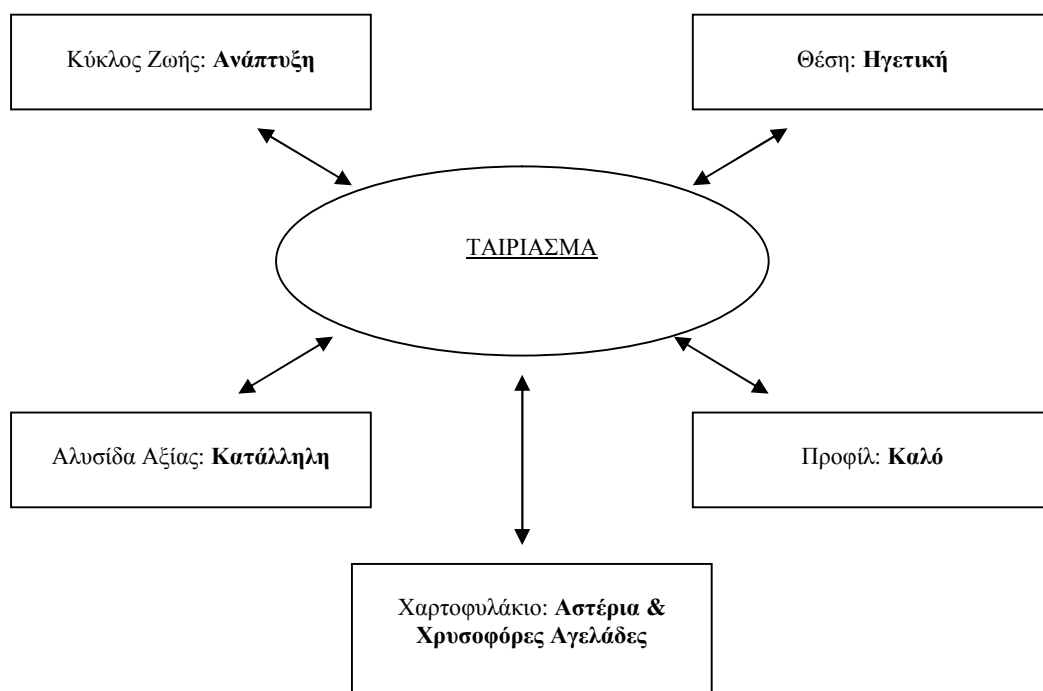 Κύκλος Ζωής: Ανάπτυξη
Θέση: Ηγετική
ΤΑΙΡΙΑΣΜΑ
Αλυσίδα Αξίας: Κατάλληλη
Προφίλ: Καλό
Χαρτοφυλάκιο: Αστέρια &
Χρυσοφόρες Αγελάδες